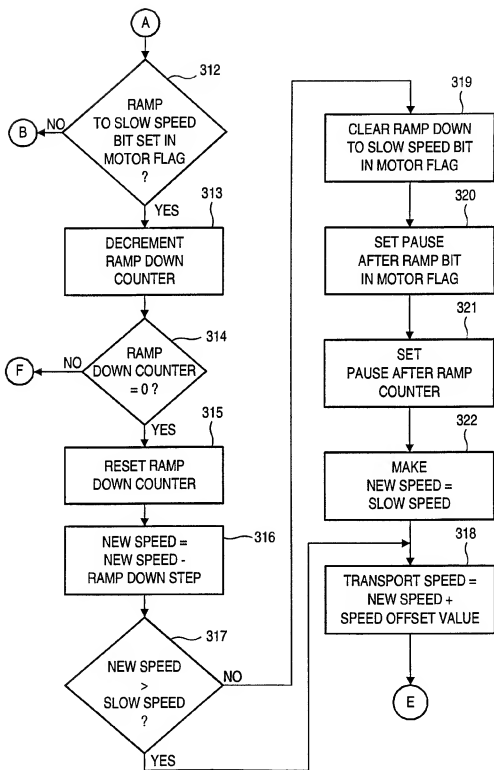 A
312
RAMP
TO SLOW SPEED
BIT SET IN
MOTOR FLAG
?
NO
B
YES
313
DECREMENT
RAMP DOWN
COUNTER
314
RAMP
DOWN COUNTER
= 0 ?
NO
F
YES
315
RESET RAMP
DOWN COUNTER
316
NEW SPEED =
NEW SPEED -
RAMP DOWN STEP
317
NEW SPEED
>
SLOW SPEED
?
NO
YES
319
CLEAR RAMP DOWN
TO SLOW SPEED BIT
IN MOTOR FLAG
320
SET PAUSE
AFTER RAMP BIT
IN MOTOR FLAG
321
SET
PAUSE AFTER RAMP
COUNTER
322
MAKE
NEW SPEED =
SLOW SPEED
318
TRANSPORT SPEED =
NEW SPEED +
SPEED OFFSET VALUE
E